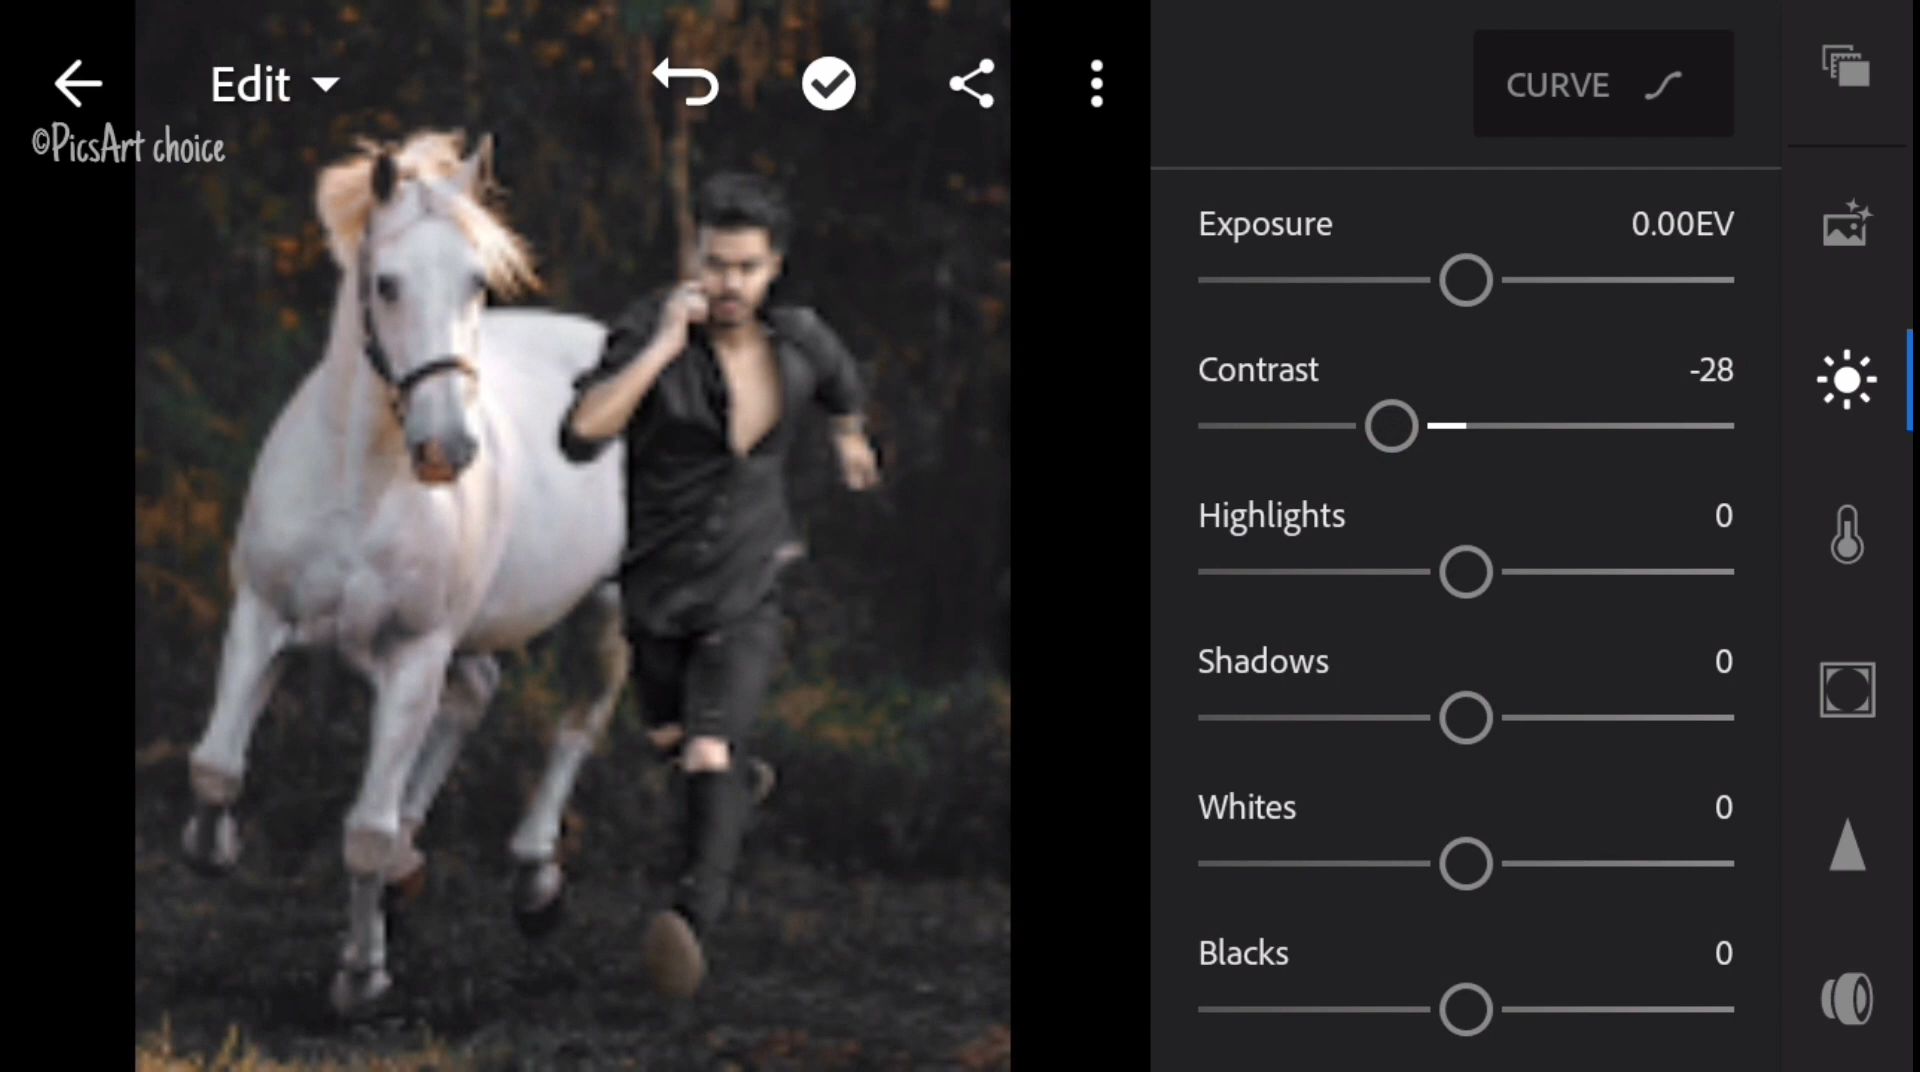 Edit
©PicsArt choice
CURVE
Exposure 0.00EV
Contrast -28
Highlights 0
Shadows 0
Whites 0
Blacks 0